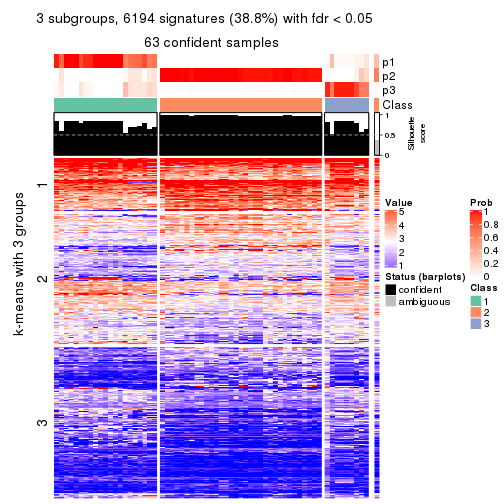 3 subgroups, 6194 signatures (38.8%) with fdr < 0.05
63 confident samples
p1
p2
p3
Class
1
0.5
0
Silhouette
score
k-means with 3 groups
1
2
3
Value
5
4
3
2
1
Status (barplots)
confident
ambiguous
Prob
1
0.8
0.6
0.4
0.2
0
Class
1
2
3